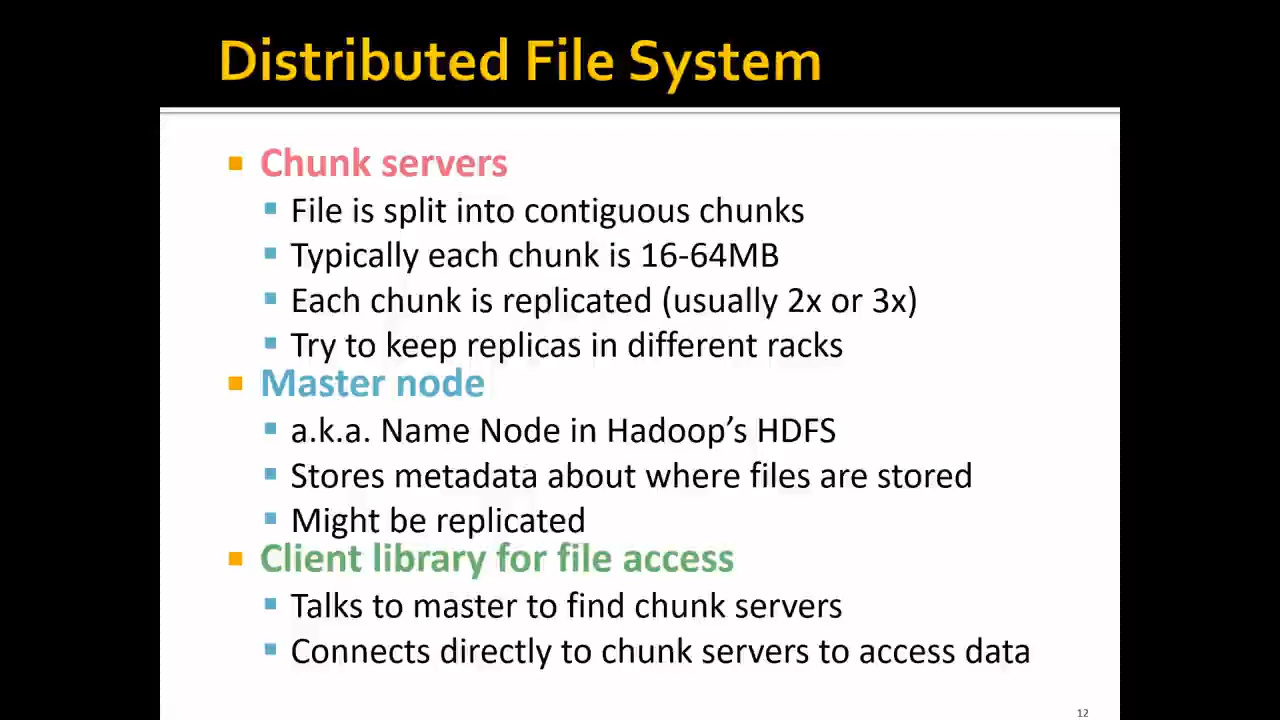 Distributed File System
Chunk servers
File is split into contiguous chunks
Typically each chunk is 16-64MB
Each chunk is replicated (usually 2x or 3x)
Try to keep replicas in different racks
Master node
a.k.a. Name Node in Hadoop’s HDFS
Stores metadata about where files are stored
Might be replicated
Client library for file access
Talks to master to find chunk servers
Connects directly to chunk servers to access data
12